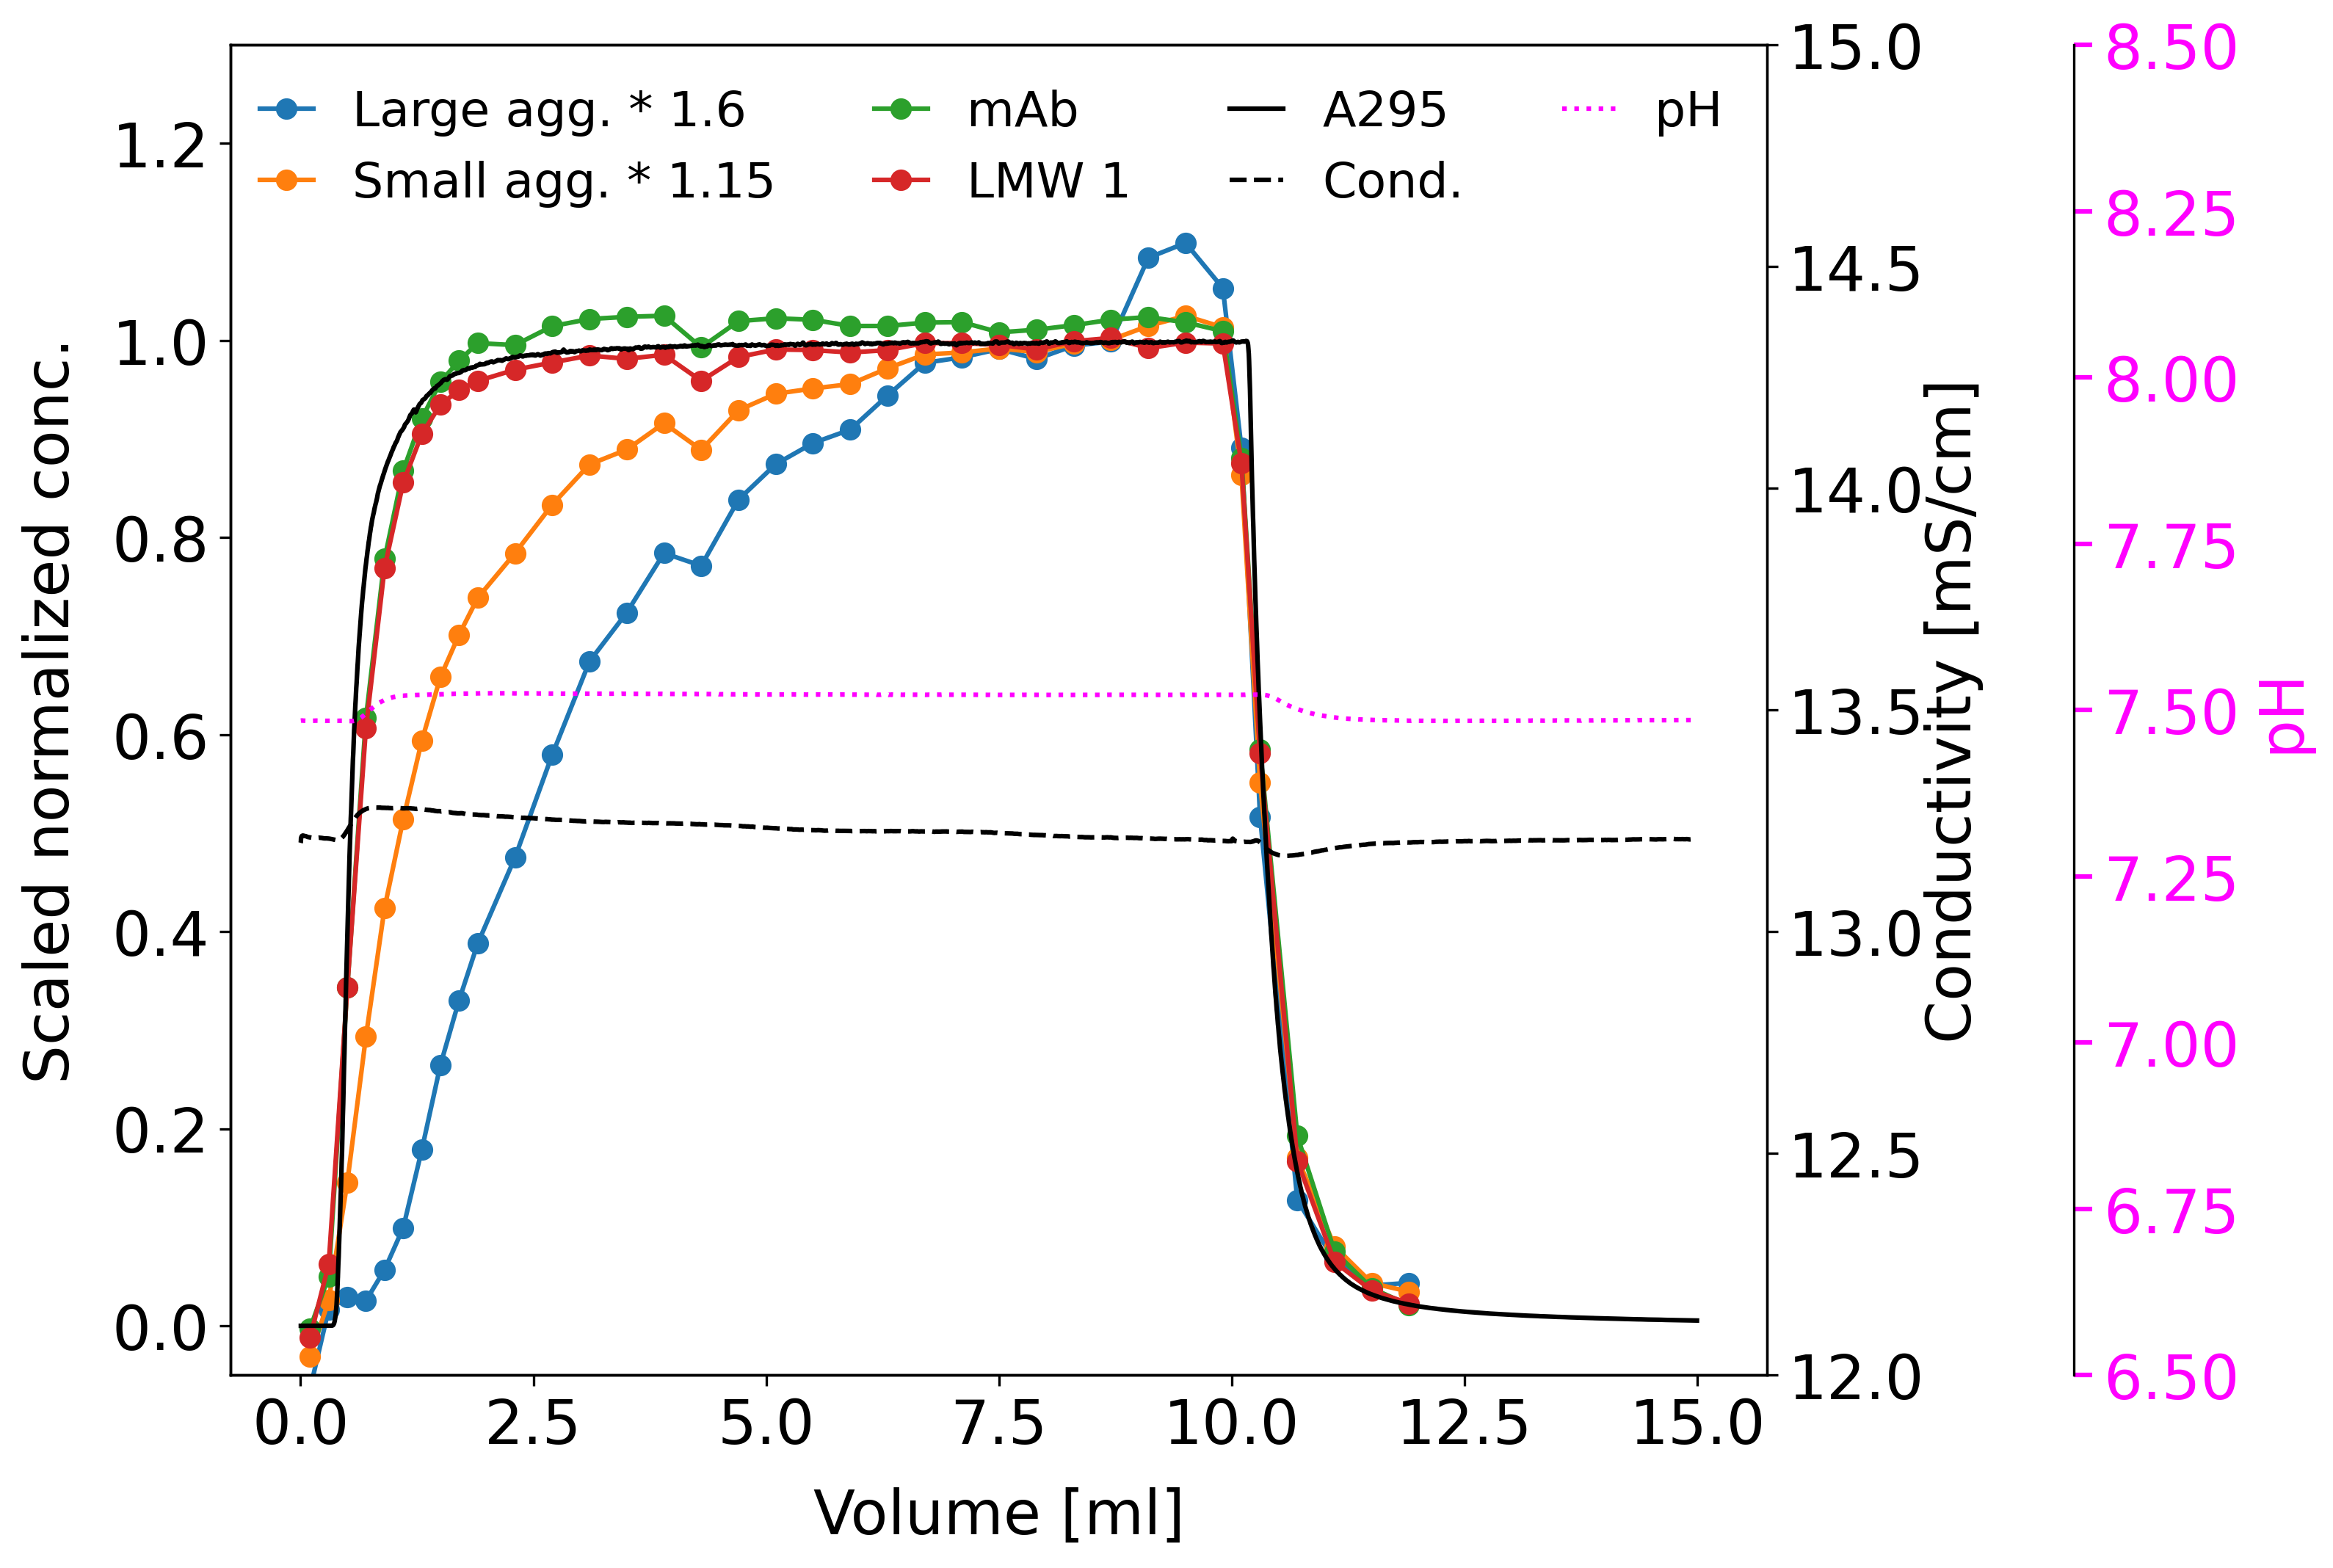 Large agg. * 1.6
Small agg. * 1.15
mAb
LMW 1
A295
Cond.
pH
Scaled normalized conc.
1.2
1.0
0.8
0.6
0.4
0.2
0.0
0.0 2.5 5.0 7.5 10.0 12.5 15.0
Volume [ml]
15.0
14.5
14.0
13.5
13.0
12.5
12.0
Conductivity [mS/cm]
8.50
8.25
8.00
7.75
7.50
7.25
7.00
6.75
6.50
pH